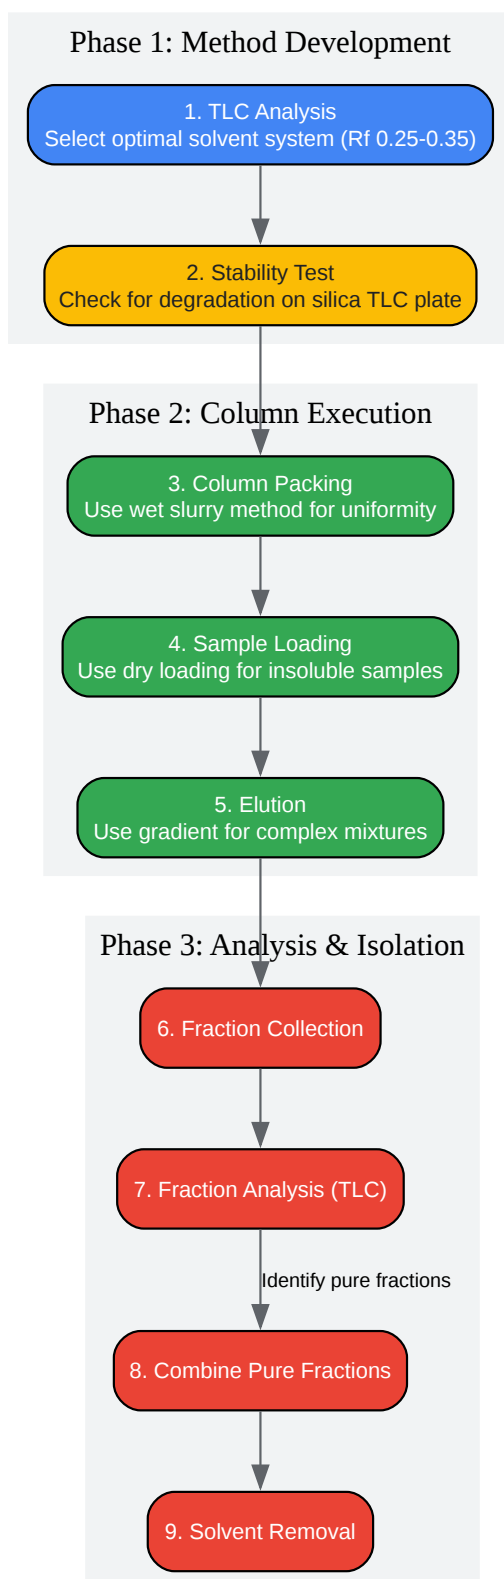 Phase 1: Method Development
1. TLC Analysis
Select optimal solvent system (Rf 0.25-0.35)
2. Stability Test
Check for degradation on silica TLC plate
Phase 2: Column Execution
3. Column Packing
Use wet slurry method for uniformity
4. Sample Loading
Use dry loading for insoluble samples
5. Elution
Use gradient for complex mixtures
Phase 3: Analysis & Isolation
6. Fraction Collection
7. Fraction Analysis (TLC)
Identify pure fractions
8. Combine Pure Fractions
9. Solvent Removal